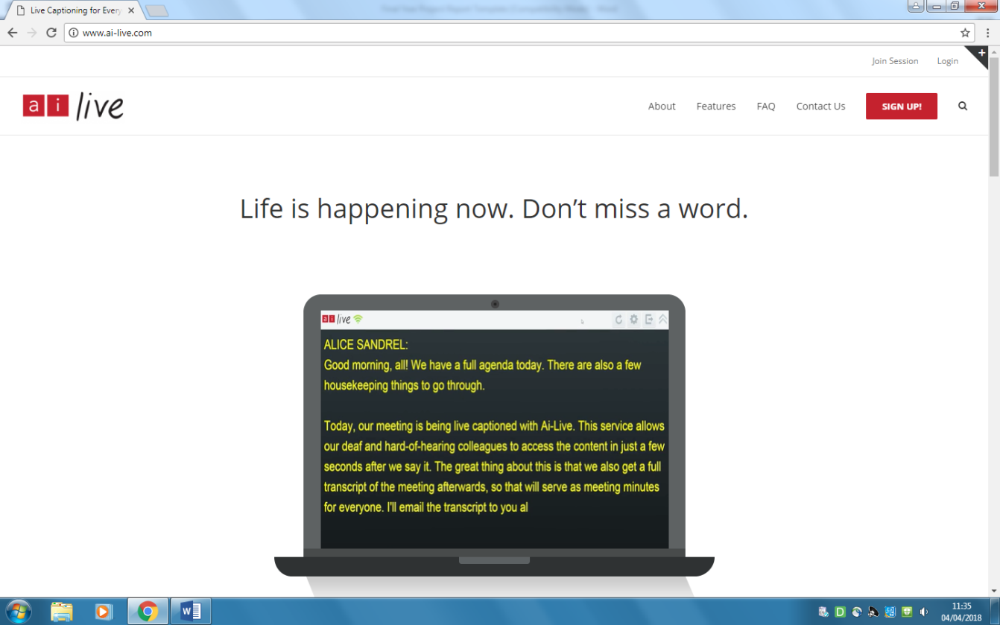 Live Captioning for Every
www.ai-live.com
Join Session Login
ai live
About Features FAQ Contact Us SIGN UP!
Life is happening now. Don't miss a word.
ai live
ALICE SANDREL:
Good morning, all! We have a full agenda today. There are also a few
housekeeping things to go through.
Today, our meeting is being live captioned with Ai-Live. This service allows
our deaf and hard-of-hearing colleagues to access the content in just a few
seconds after we say it. The great thing about this is that we also get a full
transcript of the meeting afterwards, so that will serve as meeting minutes
for everyone. I'll email the transcript to you al
11:35
04/04/2018